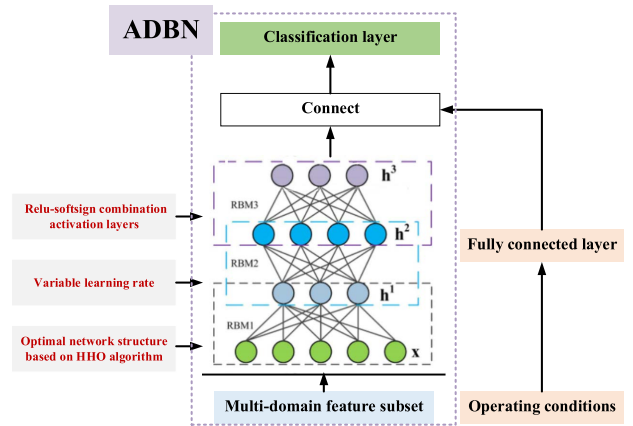 ADBN
Classification layer
Connect
h3
RBM3
Relu-softsign combination
activation layers
h2
Fully connected layer
RBM2
Variable learning rate
h1
RBM1
Optimal network structure
based on HHO algorithm
x
Multi-domain feature subset
Operating conditions